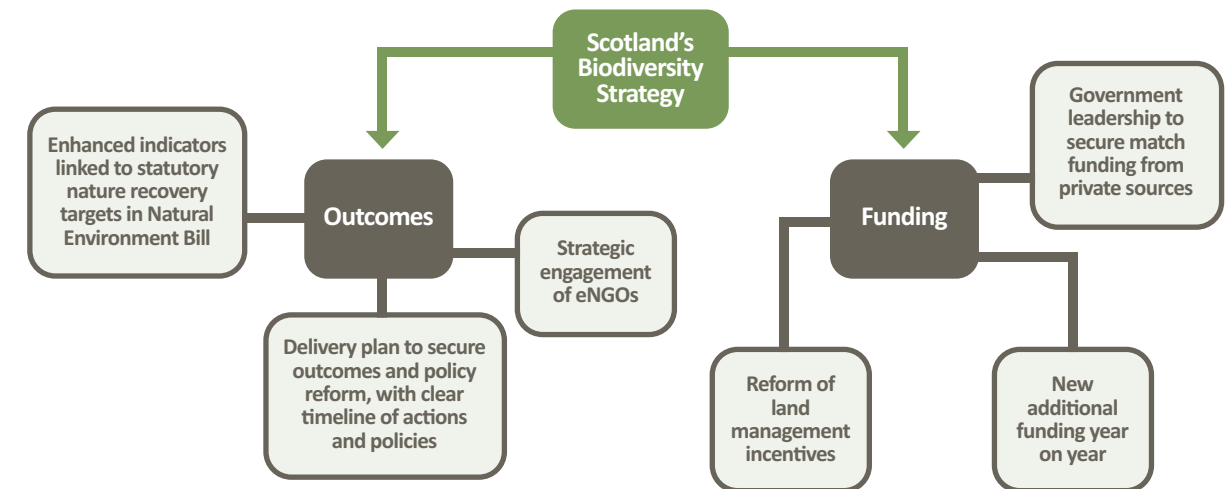 Scotland’s
Biodiversity
Strategy
Enhanced indicators
linked to statutory
nature recovery
targets in Natural
Environment Bill
Outcomes
Strategic
engagement
of eNGOs
Delivery plan to secure
outcomes and policy
reform, with clear
timeline of actions
and policies
Funding
Government
leadership to
secure match
funding from
private sources
Reform of
land
management
incentives
New
additional
funding year
on year